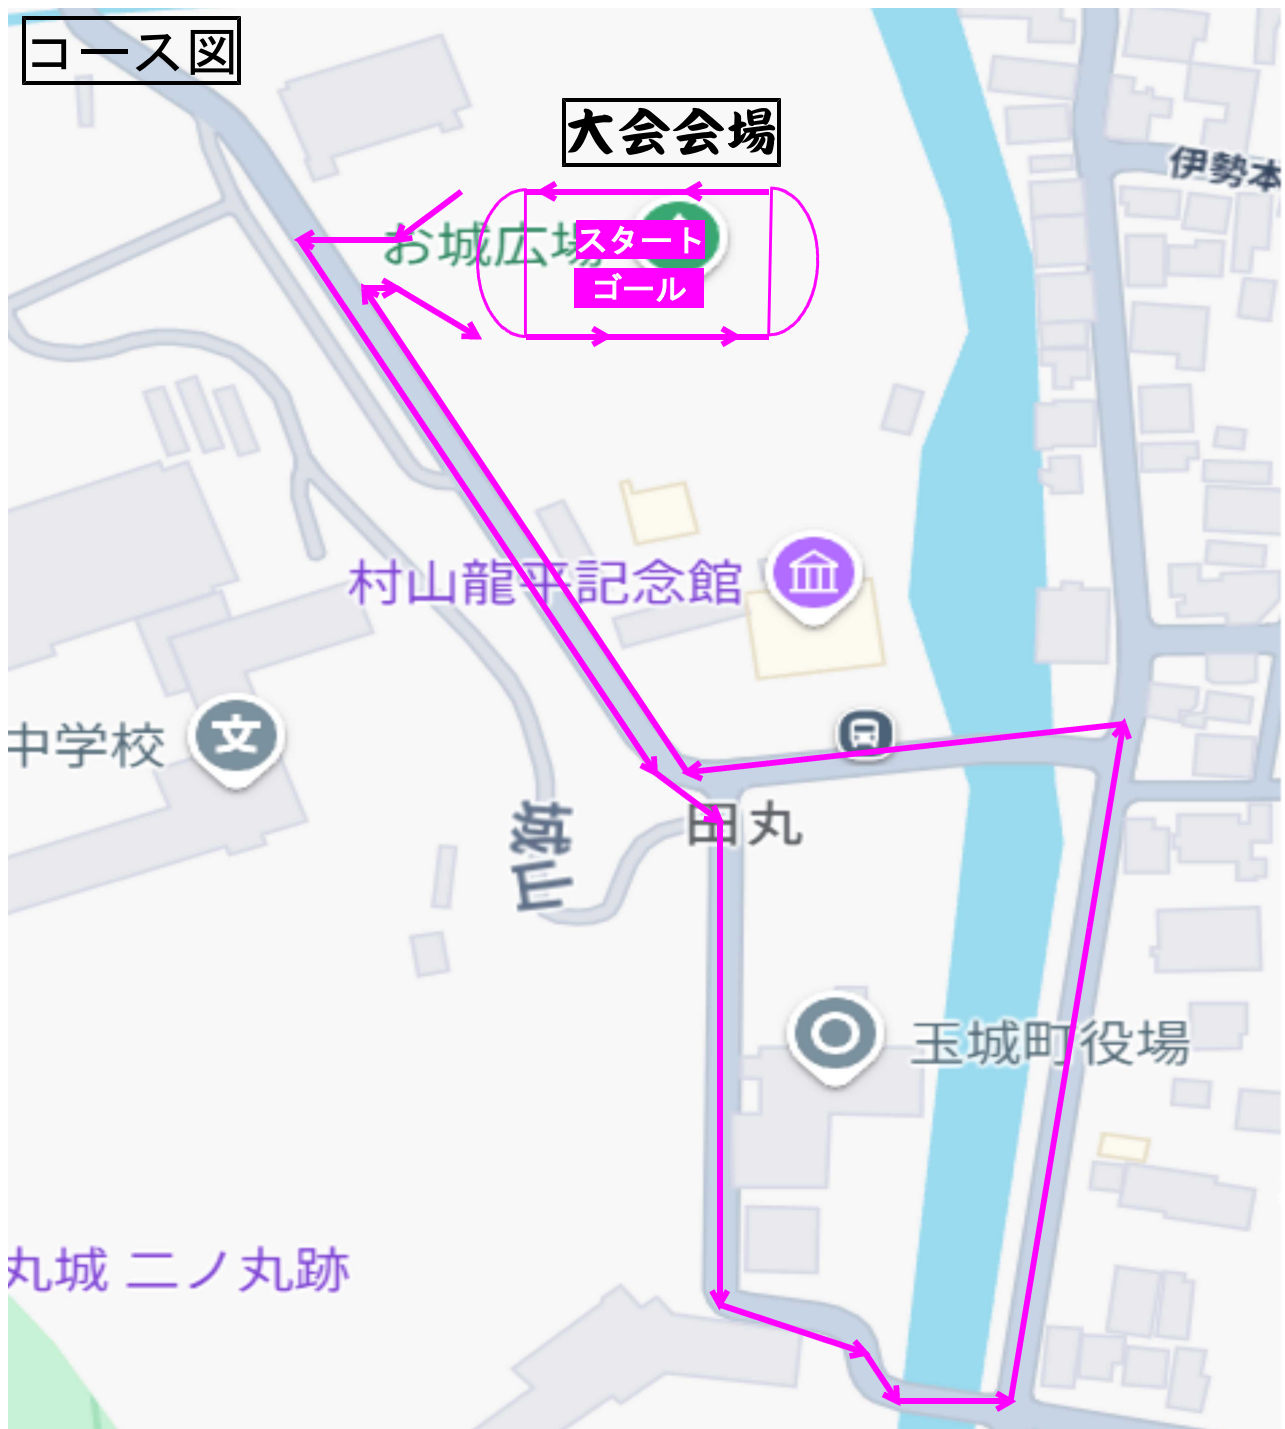 コース図
大会会場
伊勢本
お城広場
スタート
ゴール
村山龍平記念館
中学校
城山
田丸
玉城町役場
丸城 二ノ丸跡